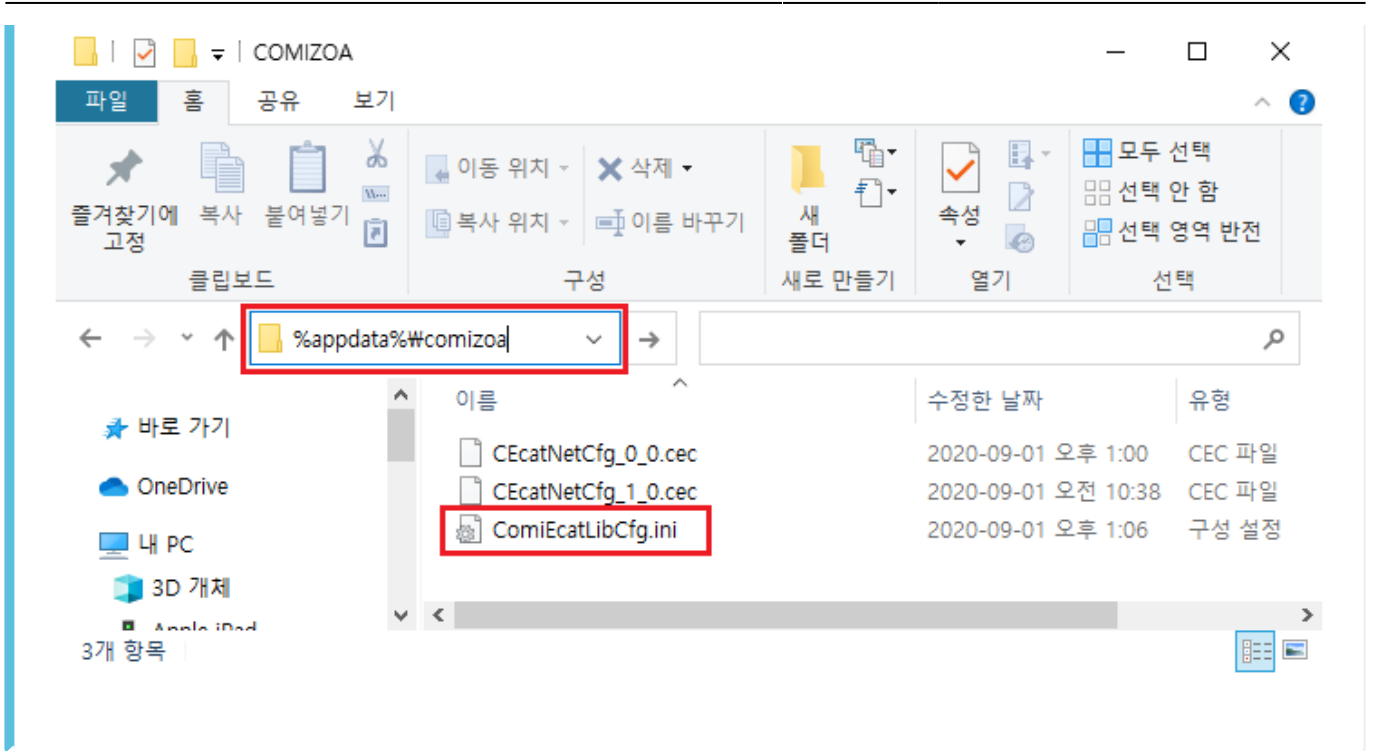 COMIZOA
파일 홈 공유 보기
즐겨찾기에 고정
복사
붙여넣기
이동 위치
복사 위치
삭제
이름 바꾸기
새 폴더
속성
모두 선택
선택 안 함
선택 영역 반전
클립보드 구성 새로 만들기 열기 선택
%appdata%₩comizoa
이름 수정한 날짜 유형
바로 가기
OneDrive
내 PC
3D 개체
Apple iPad
CEcatNetCfg_0_0.cec 2020-09-01 오후 1:00 CEC 파일
CEcatNetCfg_1_0.cec 2020-09-01 오전 10:38 CEC 파일
ComiEcatLibCfg.ini 2020-09-01 오후 1:06 구성 설정
3개 항목